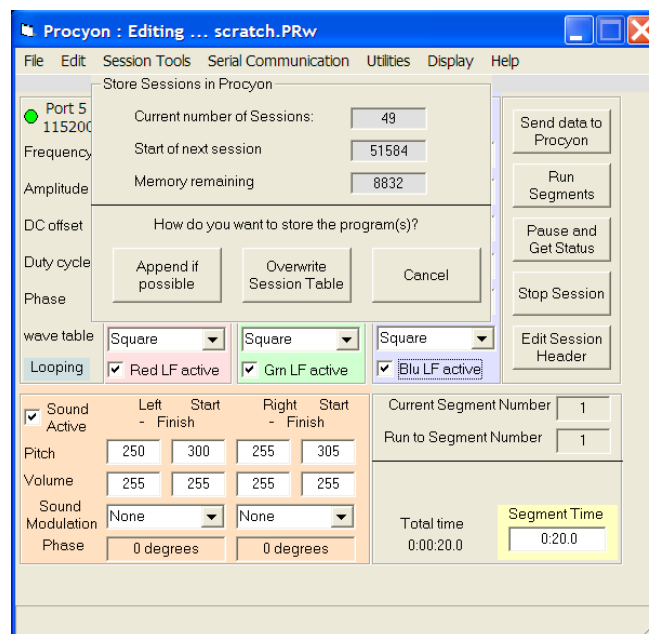 Procyon : Editing ... scratch.PRw
File Edit Session Tools Serial Communication Utilities Display Help
Store Sessions in Procyon
Current number of Sessions: 49
Start of next session 51584
Memory remaining 8832
How do you want to store the program(s)?
Append if possible
Overwrite Session Table
Cancel
Port 5
115200
Frequency
Amplitude
DC offset
Duty cycle
Phase
wave table Square Square Square
Looping Red LF active Grn LF active Blu LF active
Send data to Procyon
Run Segments
Pause and Get Status
Stop Session
Edit Session Header
Sound Active
Left Start - Finish
Right Start - Finish
Pitch 250 300 255 305
Volume 255 255 255 255
Sound Modulation None None
Phase 0 degrees 0 degrees
Current Segment Number 1
Run to Segment Number 1
Total time
0:00:20.0
Segment Time
0:20.0